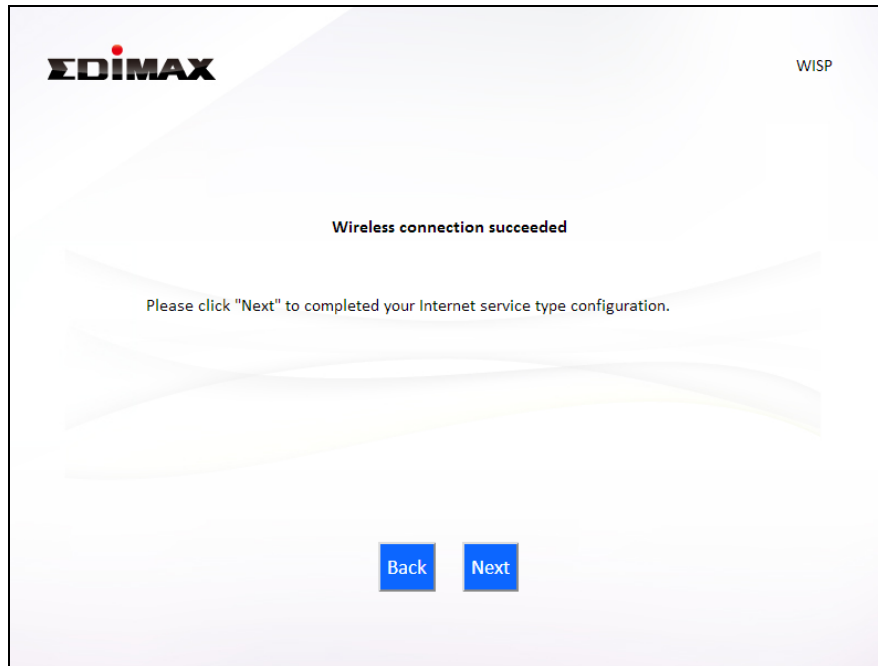 EDIMAX
WISP
Wireless connection succeeded
Please click "Next" to completed your Internet service type configuration.
Back
Next